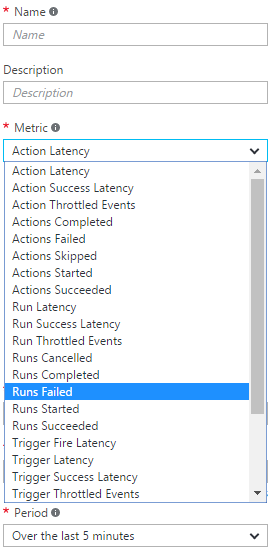 * Name
Name
Description
Description
* Metric
Action Latency
Action Latency
Action Success Latency
Action Throttled Events
Actions Completed
Actions Failed
Actions Skipped
Actions Started
Actions Succeeded
Run Latency
Run Success Latency
Run Throttled Events
Runs Cancelled
Runs Completed
Runs Failed
Runs Started
Runs Succeeded
Trigger Fire Latency
Trigger Latency
Trigger Success Latency
Trigger Throttled Events
* Period
Over the last 5 minutes